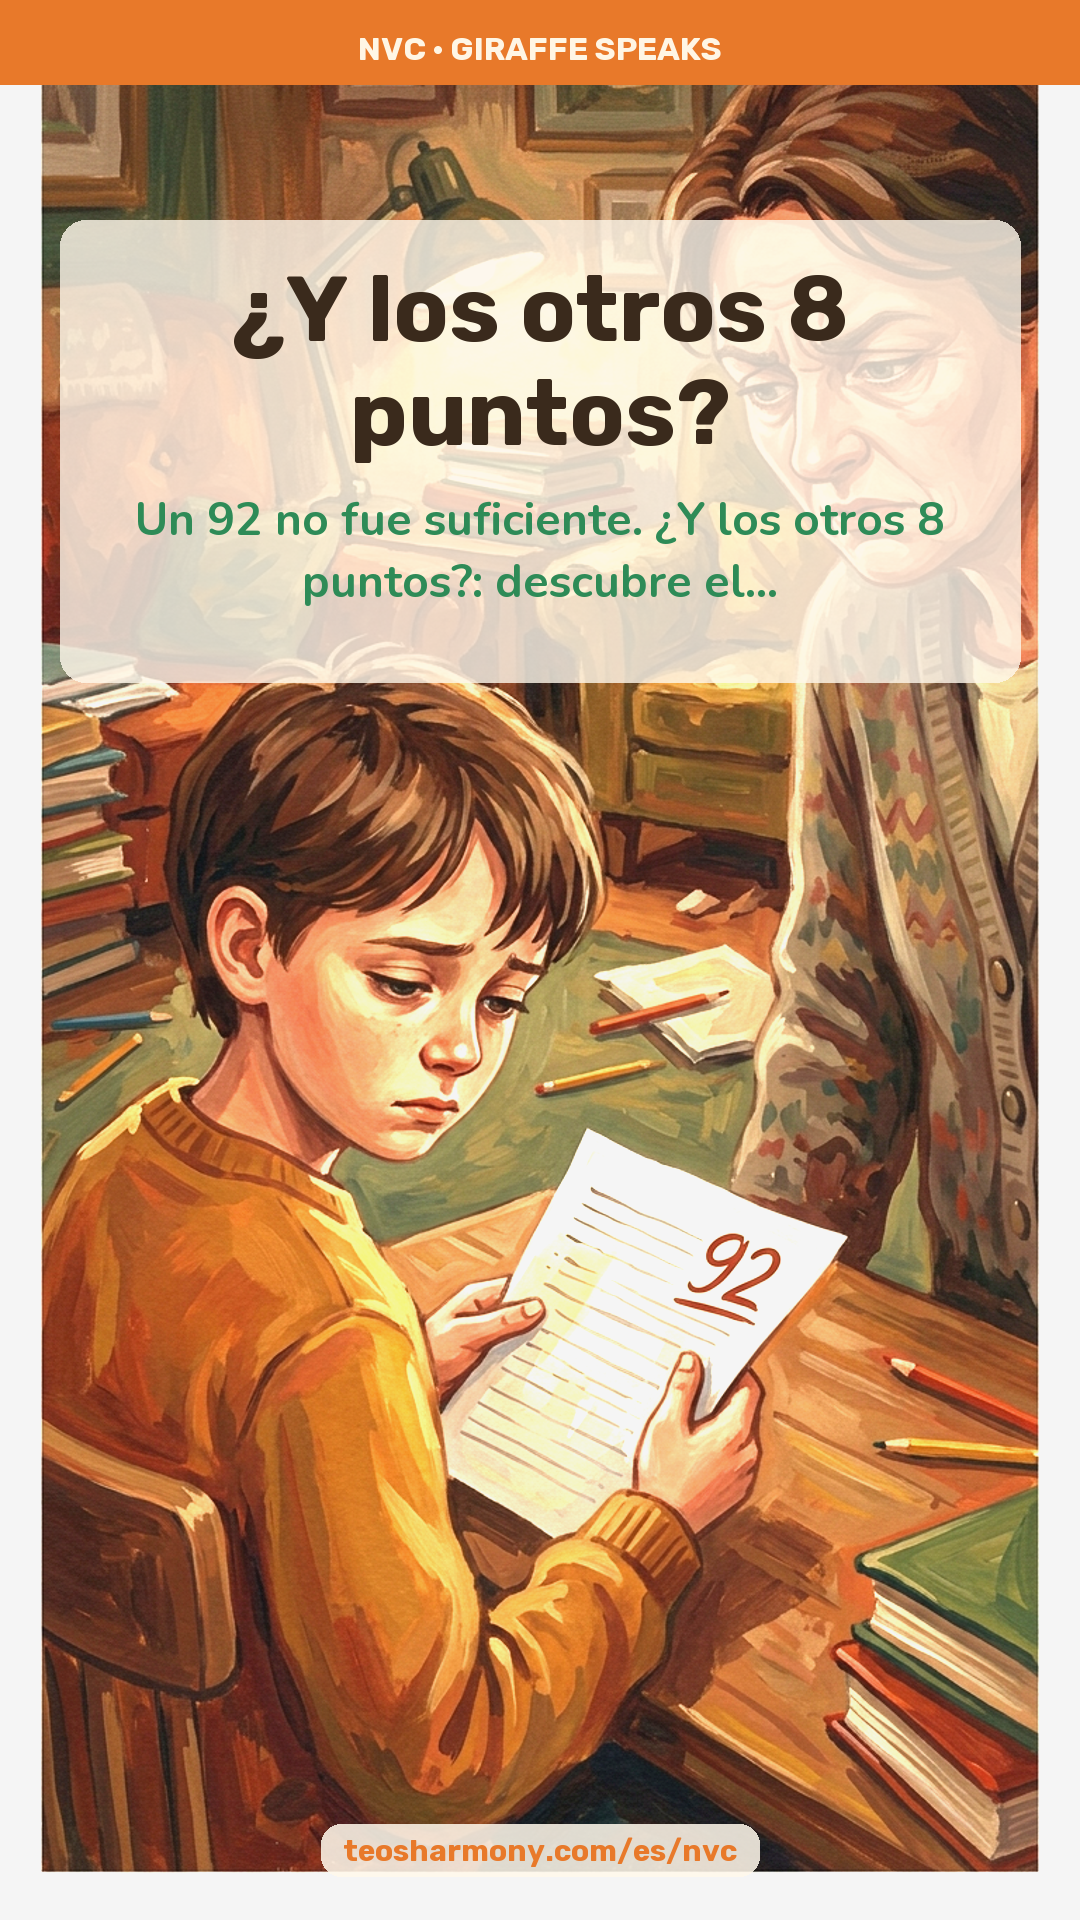 NVC • GIRAFFE SPEAKS
¿Y los otros 8
puntos?
Un 92 no fue suficiente. ¿Y los otros 8
puntos?: descubre el...
92
teosharmony.com/es/nvc